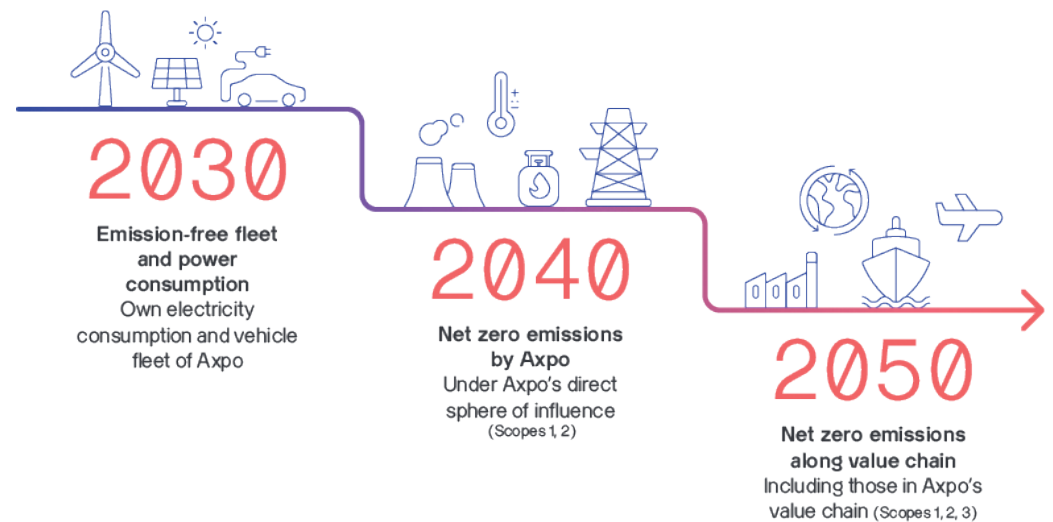 2030
Emission-free fleet
and power
consumption
Own electricity
consumption and vehicle
fleet of Axpo
2040
Net zero emissions
by Axpo
Under Axpo's direct
sphere of influence
(Scopes 1, 2)
2050
Net zero emissions
along value chain
Including those in Axpo's
value chain (Scopes 1, 2, 3)